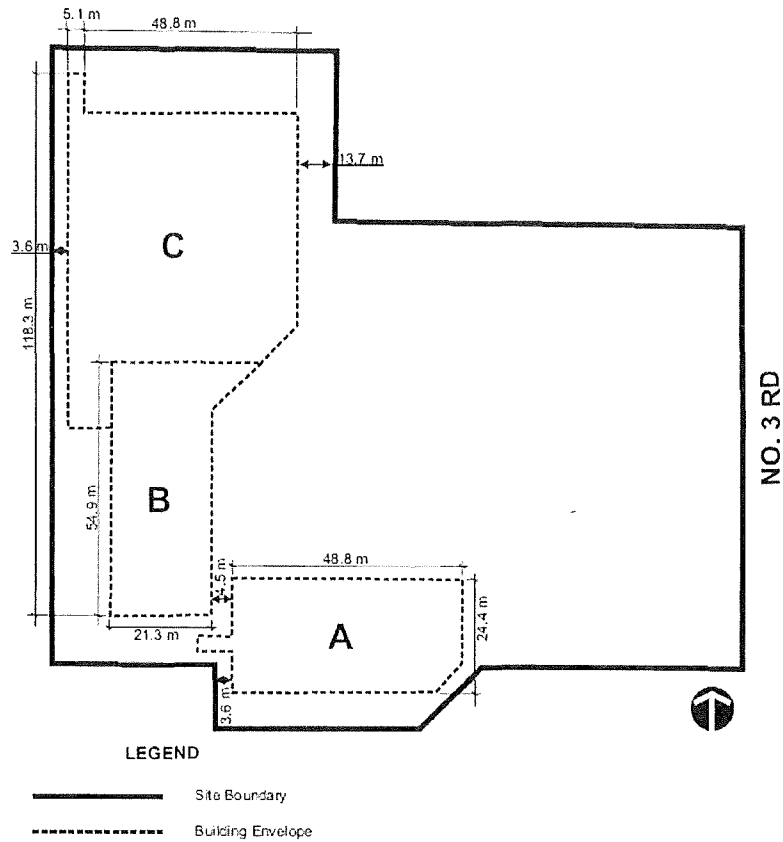 5.1 m
48.8 m
13.7 m
C
3.6 m
118.3 m
NO. 3 RD
B
54.9 m
48.8 m
4.5 m
A
24.4 m
21.3 m
3.6 m
LEGEND
Site Boundary
Building Envelope